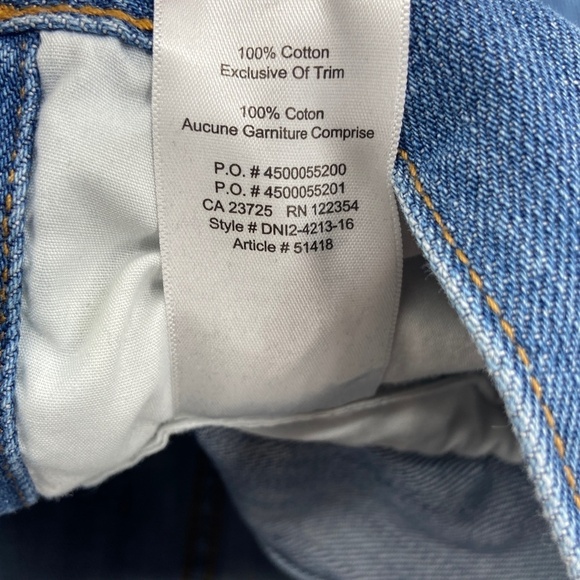 100% Cotton
Exclusive Of Trim
100% Coton
Aucune Garniture Comprise
P.O. # 4500055200
P.O. # 4500055201
CA 23725 RN 122354
Style # DNI2-4213-16
Article # 51418